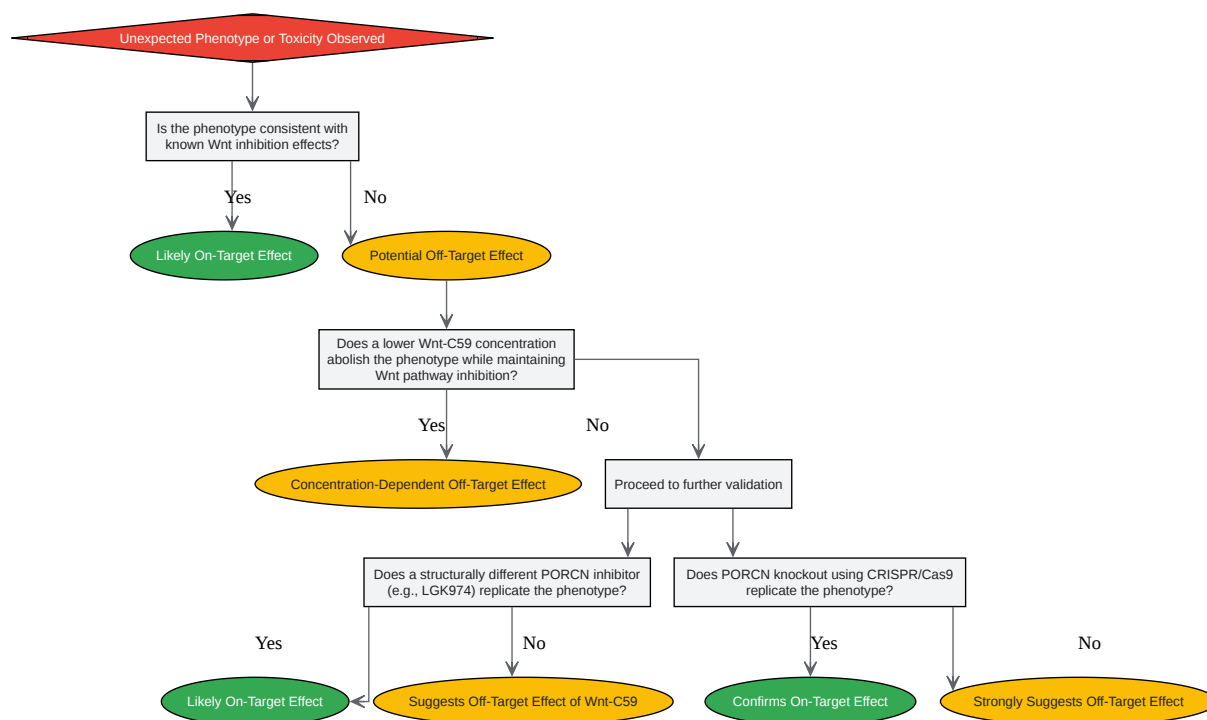 Unexpected Phenotype or Toxicity Observed
Is the phenotype consistent with
known Wnt inhibition effects?
Yes
No
Likely On-Target Effect
Potential Off-Target Effect
Does a lower Wnt-C59 concentration
abolish the phenotype while maintaining
Wnt pathway inhibition?
Yes
No
Concentration-Dependent Off-Target Effect
Proceed to further validation
Does a structurally different PORCN inhibitor
(e.g., LGK974) replicate the phenotype?
Does PORCN knockout using CRISPR/Cas9
replicate the phenotype?
Yes
No
Yes
No
Likely On-Target Effect
Suggests Off-Target Effect of Wnt-C59
Confirms On-Target Effect
Strongly Suggests Off-Target Effect